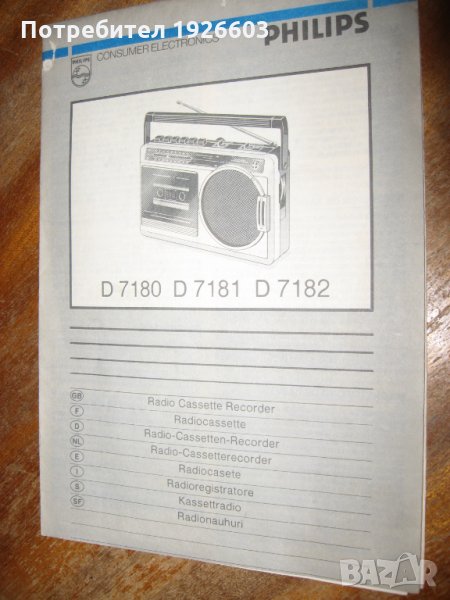 Потребител 1926603
PHILIPS
CONSUMER ELECTRONICS
PHILIPS
D 7180 D 7181 D 7182
GB Radio Cassette Recorder
F Radiocassette
D Radio-Cassetten-Recorder
NL Radio-Cassetterecorder
E Radiocasete
I Radioregistratore
S Kassettradio
SF Radionauhuri
BAZAR